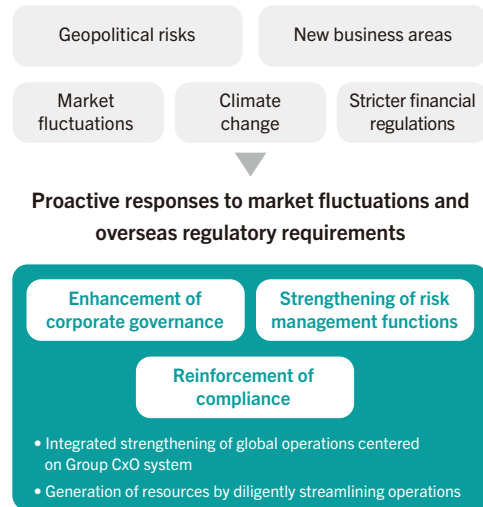 Geopolitical risks
New business areas
Market
fluctuations
Climate
change
Stricter financial
regulations
Proactive responses to market fluctuations and
overseas regulatory requirements
Enhancement of
corporate governance
Strengthening of risk
management functions
Reinforcement of
compliance
• Integrated strengthening of global operations centered
on Group CxO system
• Generation of resources by diligently streamlining operations